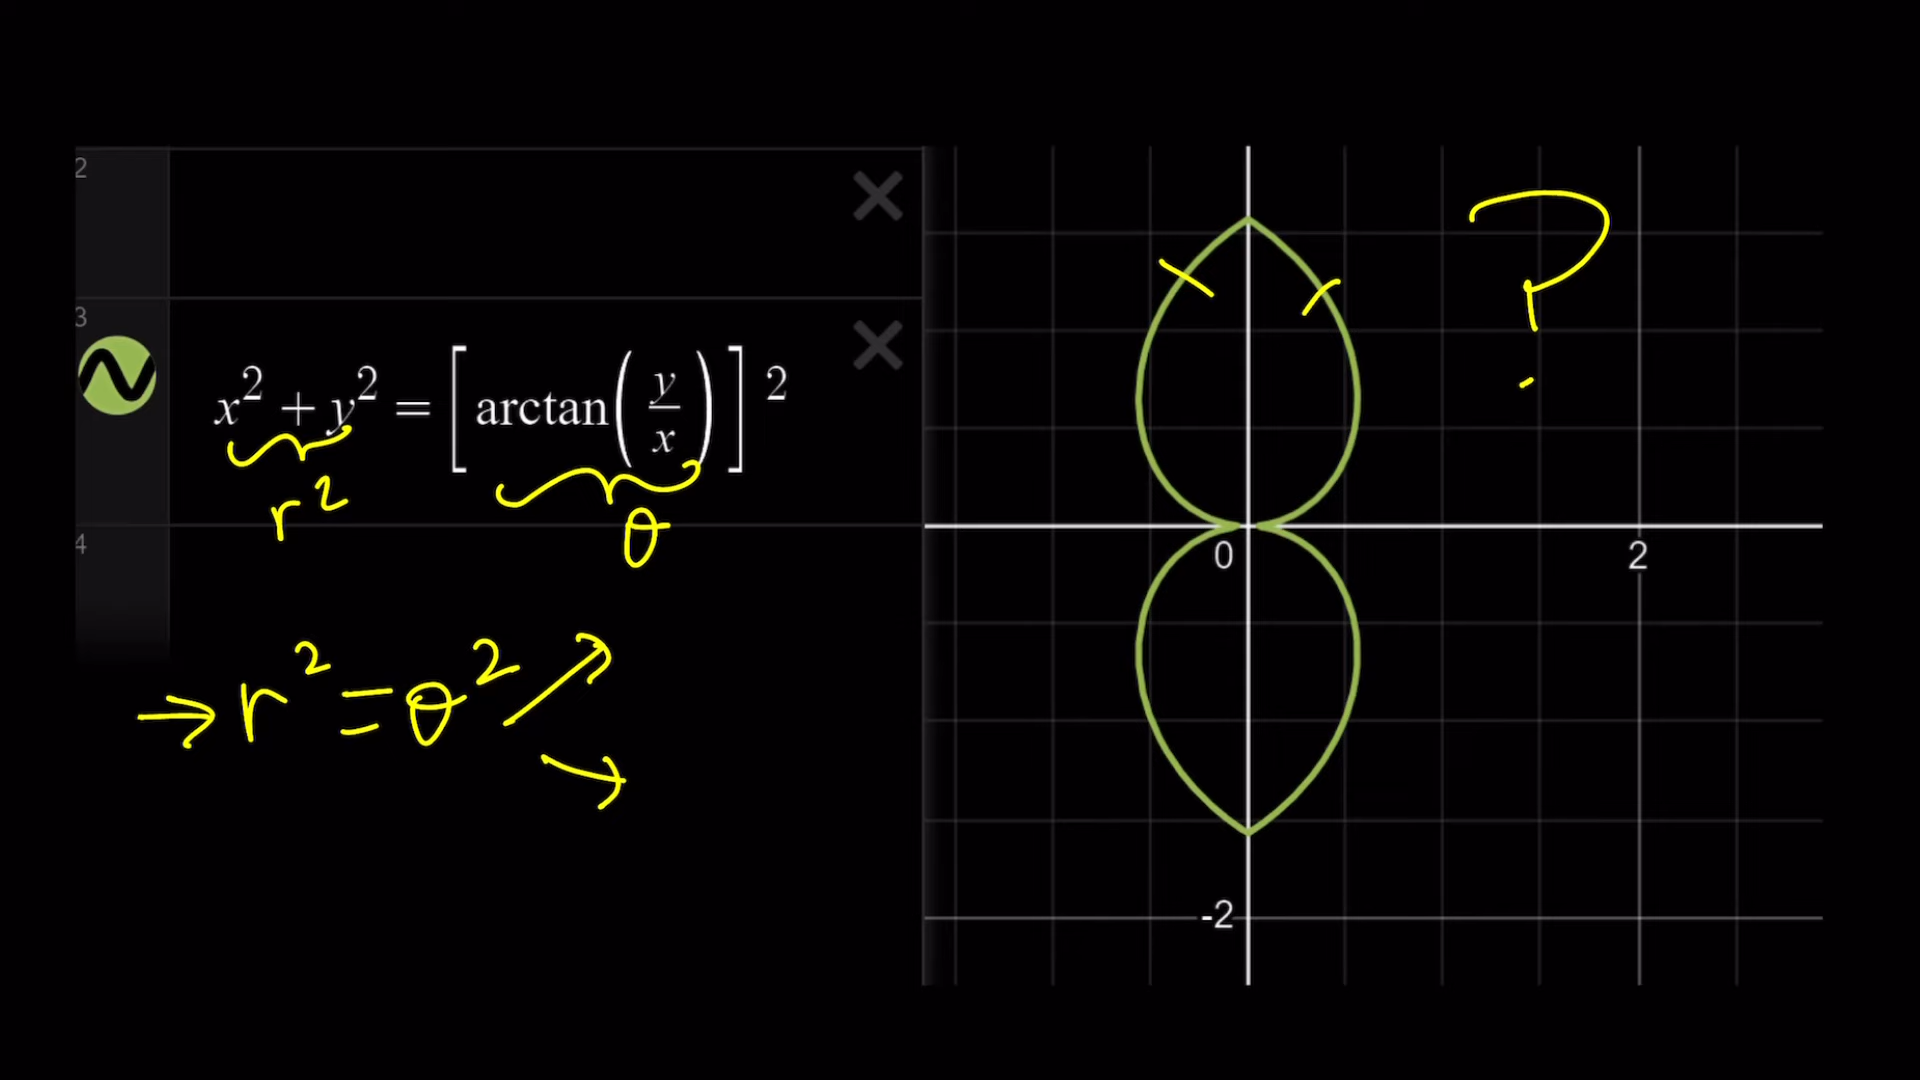 2
3
x² + y² = [arctan(y/x)]²
r²
θ
4
→ r² = θ²
?
0
2
-2